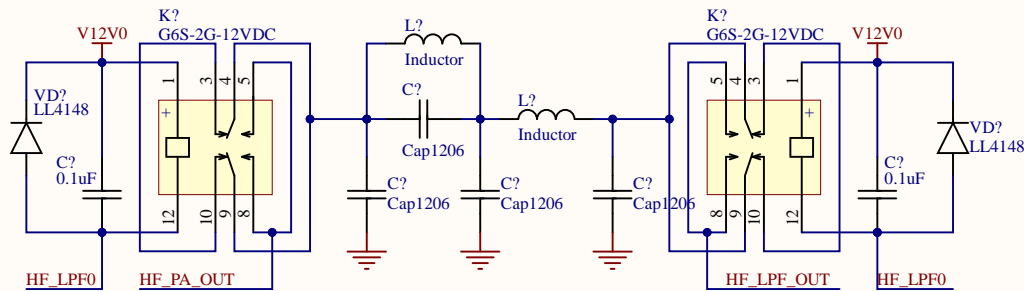 K?
G6S-2G-12VDC
L?
K?
G6S-2G-12VDC
V12V0
V12V0
Inductor
1
3
4
5
5
4
3
1
VD?
LL4148
C?
Cap1206
L?
Inductor
+
+
VD?
LL4148
C?
0.1uF
C?
Cap1206
C?
Cap1206
C?
Cap1206
C?
0.1uF
12
10
9
8
8
9
10
12
HF_LPF0
HF_PA_OUT
HF_LPF_OUT
HF_LPF0